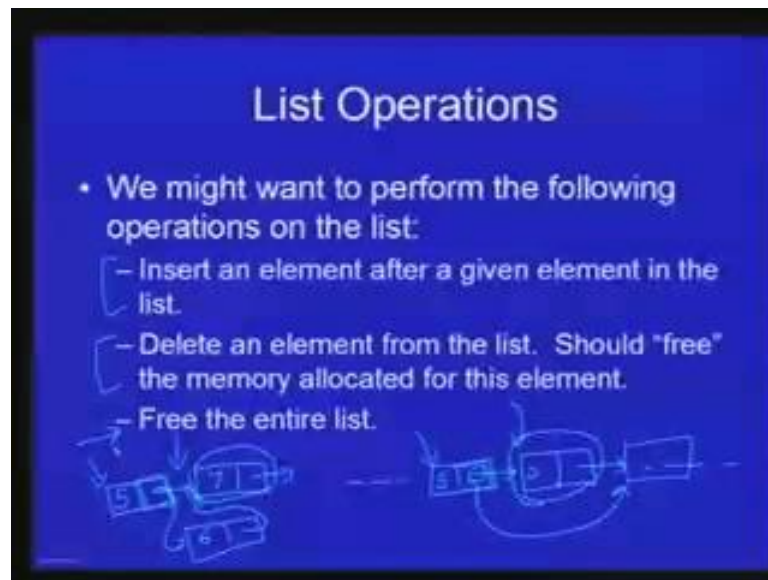 List Operations
• We might want to perform the following
operations on the list:
– Insert an element after a given element in the
list.
– Delete an element from the list. Should "free"
the memory allocated for this element.
– Free the entire list.
5 7 5
6